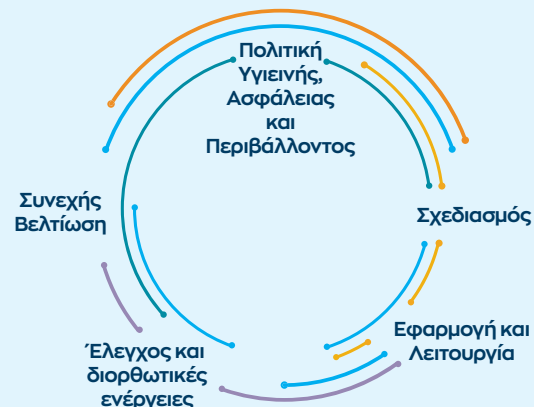 Πολιτική
Υγιεινής,
Ασφάλειας
και
Περιβάλλοντος
Σχεδιασμός
Εφαρμογή και
Λειτουργία
Έλεγχος και
διορθωτικές
ενέργειες
Συνεχής
Βελτίωση